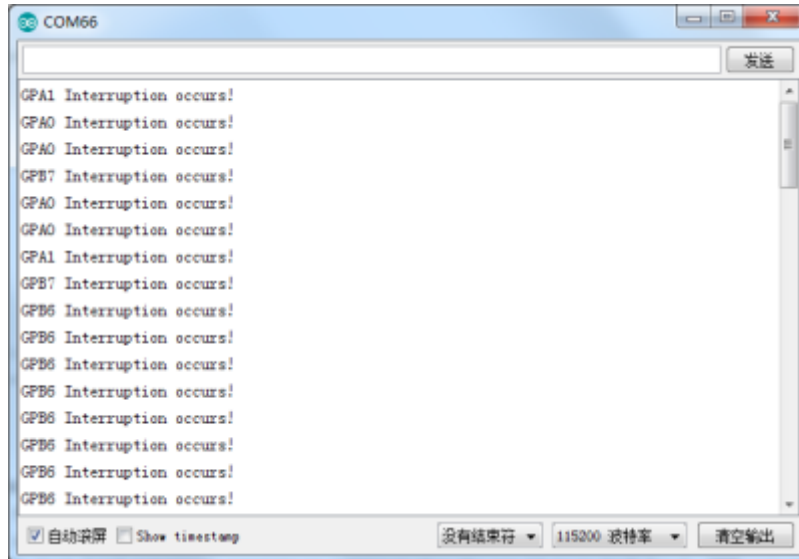 COM66
发送
GPA1 Interruption occurs!
GPA0 Interruption occurs!
GPA0 Interruption occurs!
GPB7 Interruption occurs!
GPA0 Interruption occurs!
GPA0 Interruption occurs!
GPA1 Interruption occurs!
GPB7 Interruption occurs!
GPB6 Interruption occurs!
GPB6 Interruption occurs!
GPB6 Interruption occurs!
GPB6 Interruption occurs!
GPB6 Interruption occurs!
GPB6 Interruption occurs!
GPB6 Interruption occurs!
GPB6 Interruption occurs!
自动滚屏 Show timestamp 没有结束符 115200 波特率 清空输出